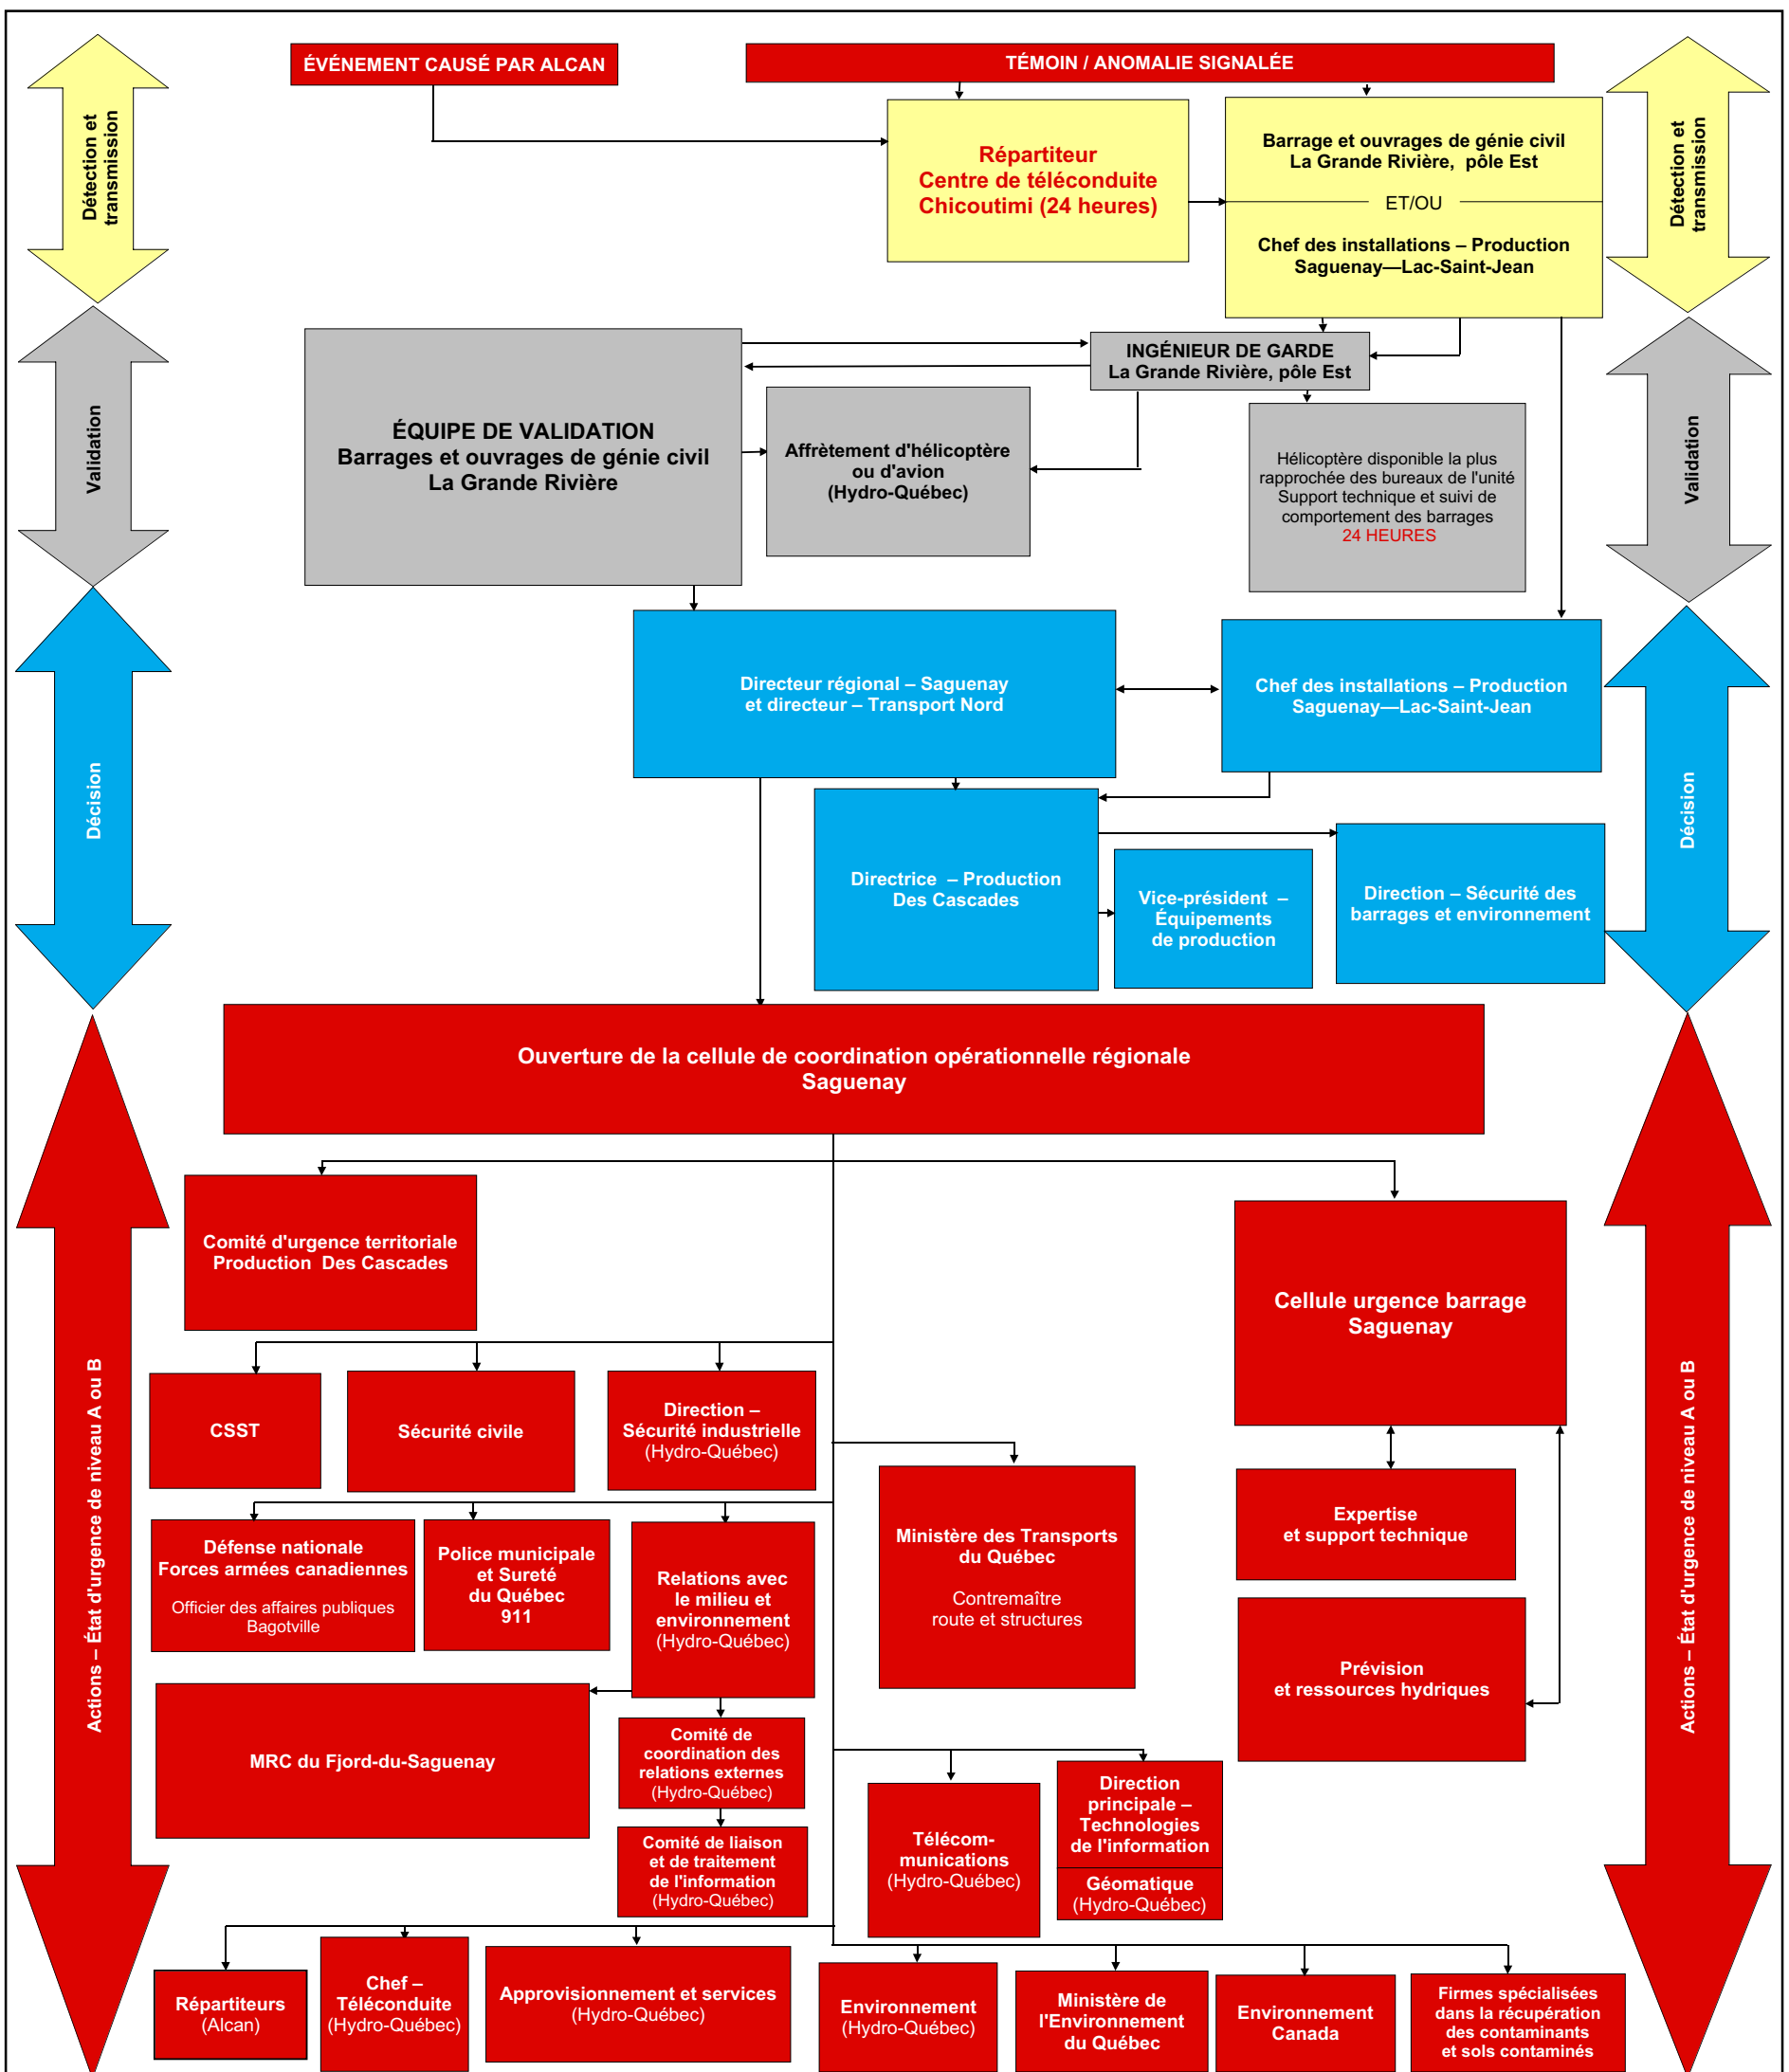 ÉVÉNEMENT CAUSÉ PAR ALCAN
TÉMOIN / ANOMALIE SIGNALÉE
Détection et
transmission
Répartiteur
Centre de téléconduite
Chicoutimi (24 heures)
Barrage et ouvrages de génie civil
La Grande Rivière, pôle Est
ET/OU
Chef des installations – Production
Saguenay—Lac-Saint-Jean
Détection et
transmission
Validation
ÉQUIPE DE VALIDATION
Barrages et ouvrages de génie civil
La Grande Rivière
INGÉNIEUR DE GARDE
La Grande Rivière, pôle Est
Affrètement d'hélicoptère
ou d'avion
(Hydro-Québec)
Hélicoptère disponible la plus
rapprochée des bureaux de l'unité
Support technique et suivi de
comportement des barrages
24 HEURES
Validation
Décision
Directeur régional – Saguenay
et directeur – Transport Nord
Chef des installations – Production
Saguenay—Lac-Saint-Jean
Directrice – Production
Des Cascades
Vice-président –
Équipements
de production
Direction – Sécurité des
barrages et environnement
Décision
Ouverture de la cellule de coordination opérationnelle régionale
Saguenay
Actions – État d'urgence de niveau A ou B
Comité d'urgence territoriale
Production Des Cascades
Cellule urgence barrage
Saguenay
Actions – État d'urgence de niveau A ou B
CSST
Sécurité civile
Direction –
Sécurité industrielle
(Hydro-Québec)
Ministère des Transports
du Québec
Contremaître
route et structures
Expertise
et support technique
Défense nationale
Forces armées canadiennes
Officier des affaires publiques
Bagotville
Police municipale
et Sureté
du Québec
911
Relations avec
le milieu et
environnement
(Hydro-Québec)
Prévision
et ressources hydriques
MRC du Fjord-du-Saguenay
Comité de
coordination des
relations externes
(Hydro-Québec)
Comité de liaison
et de traitement
de l'information
(Hydro-Québec)
Télécom-
munications
(Hydro-Québec)
Direction
principale –
Technologies
de l'information
Géomatique
(Hydro-Québec)
Répartiteurs
(Alcan)
Chef –
Téléconduite
(Hydro-Québec)
Approvisionnement et services
(Hydro-Québec)
Environnement
(Hydro-Québec)
Ministère de
l'Environnement
du Québec
Environnement
Canada
Firmes spécialisées
dans la récupération
des contaminants
et sols contaminés